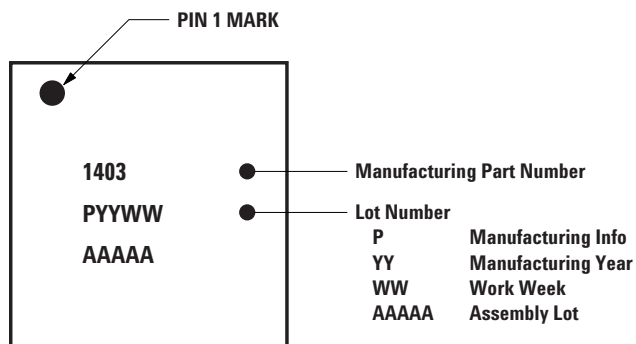 PIN 1 MARK
1403
Manufacturing Part Number
PYYWW
Lot Number
AAAAA
P Manufacturing Info
YY Manufacturing Year
WW Work Week
AAAAA Assembly Lot